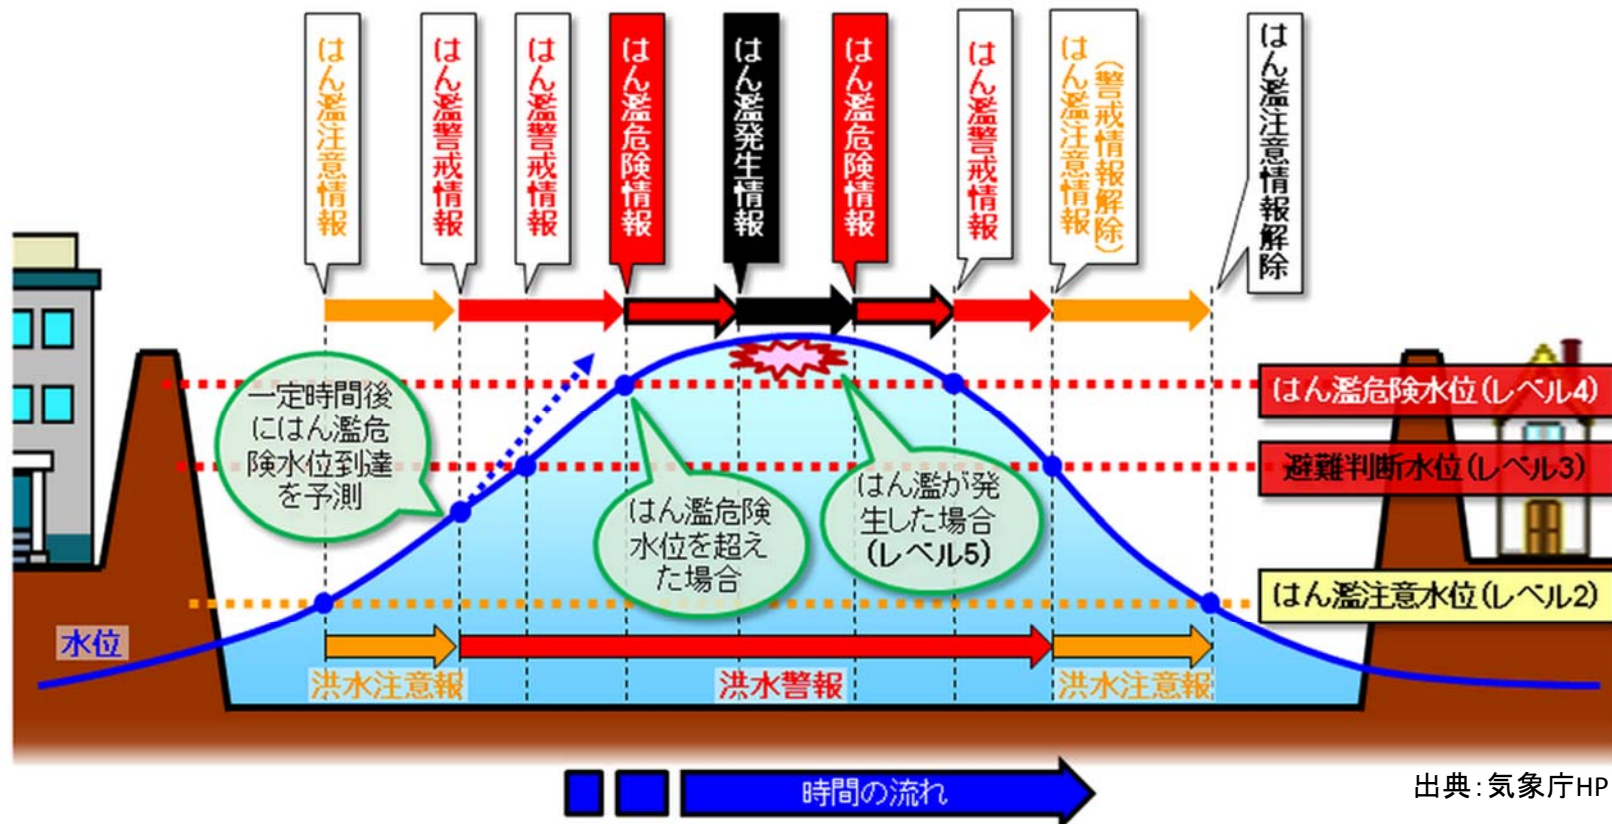 はん濫注意情報
はん濫警戒情報
はん濫警戒情報
はん濫危険情報
はん濫発生情報
はん濫危険情報
はん濫警戒情報
はん濫注意情報
(警戒情報解除)
はん濫注意情報解除
一定時間後
にはん濫危
険水位到達
を予測
はん濫危険
水位を超え
た場合
はん濫が発
生した場合
(レベル5)
はん濫危険水位(レベル4)
避難判断水位(レベル3)
はん濫注意水位(レベル2)
水位
洪水注意報
洪水警報
洪水注意報
時間の流れ
出典:気象庁HP